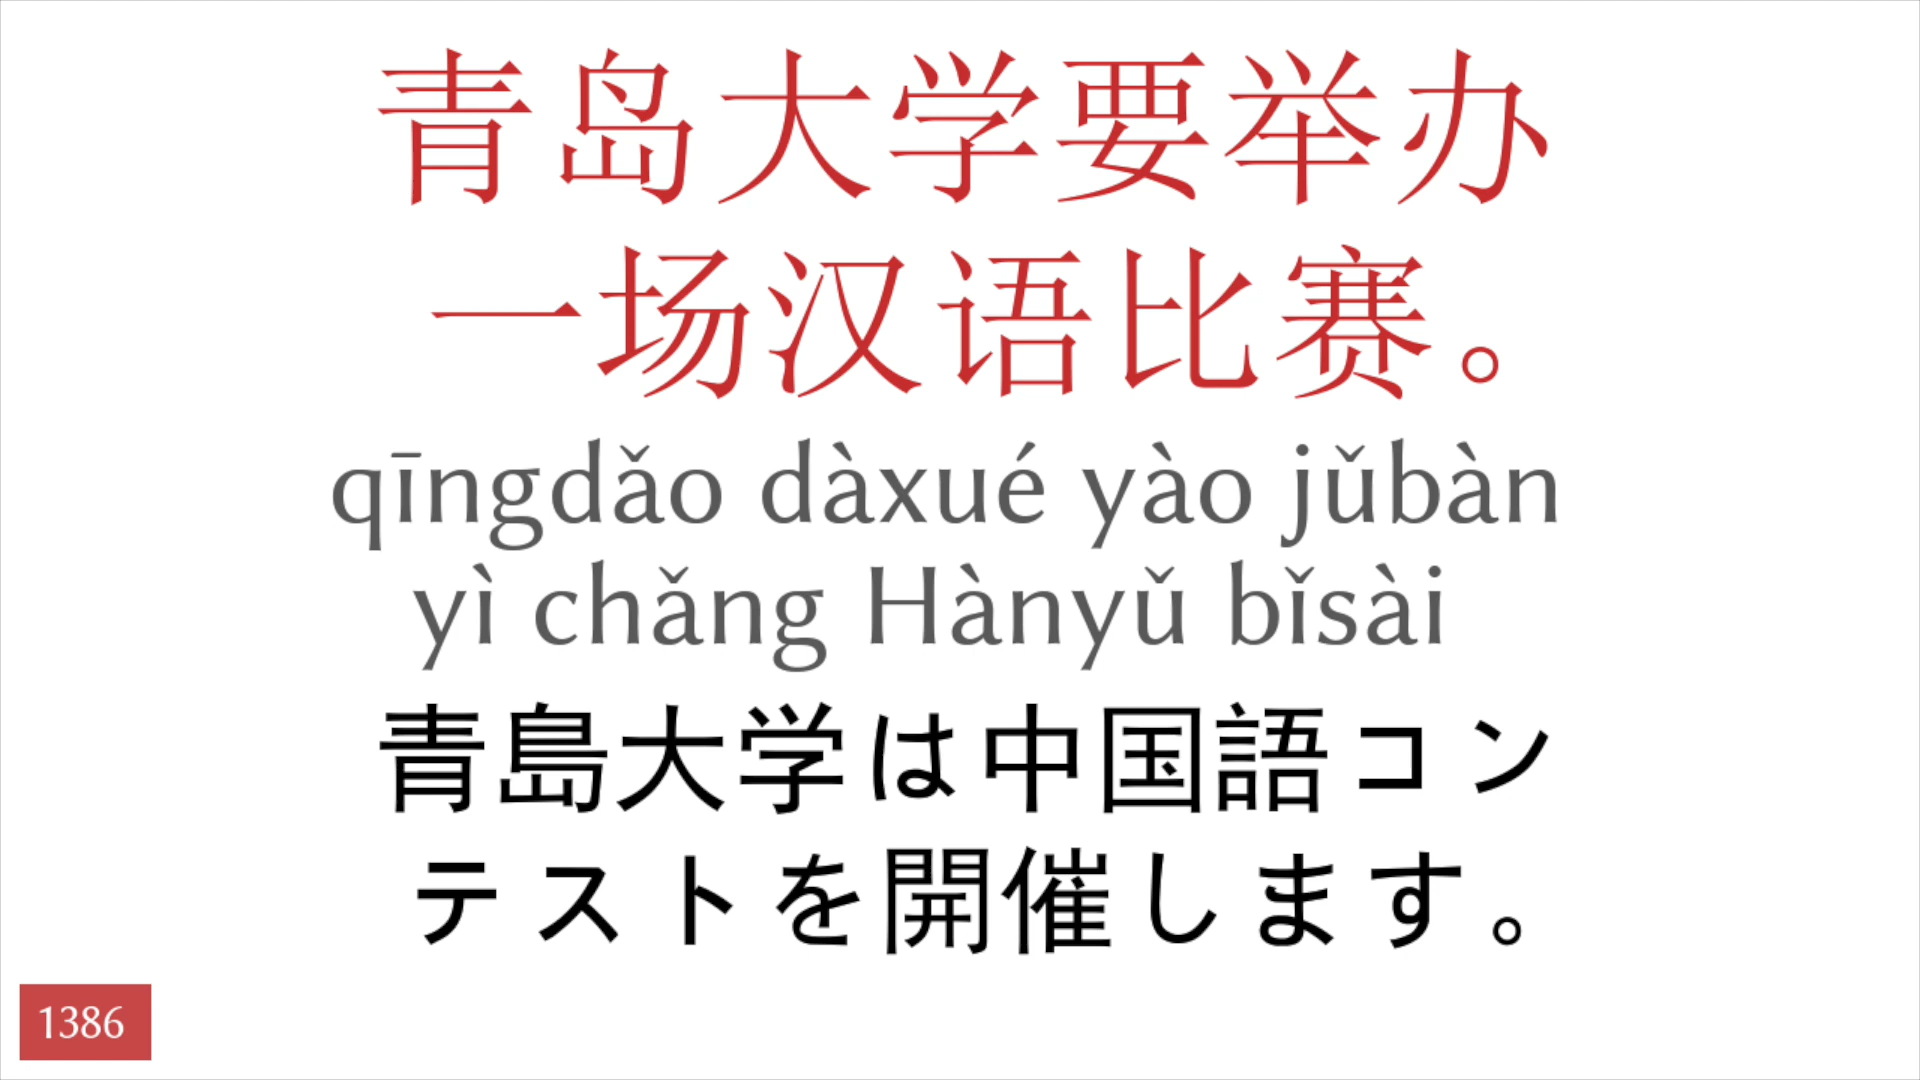 青岛大学要举办
一场汉语比赛。
qīngdǎo dàxué yào jǔbàn
yì chǎng Hànyǔ bǐsài
青島大学は中国語コン
テストを開催します。
1386